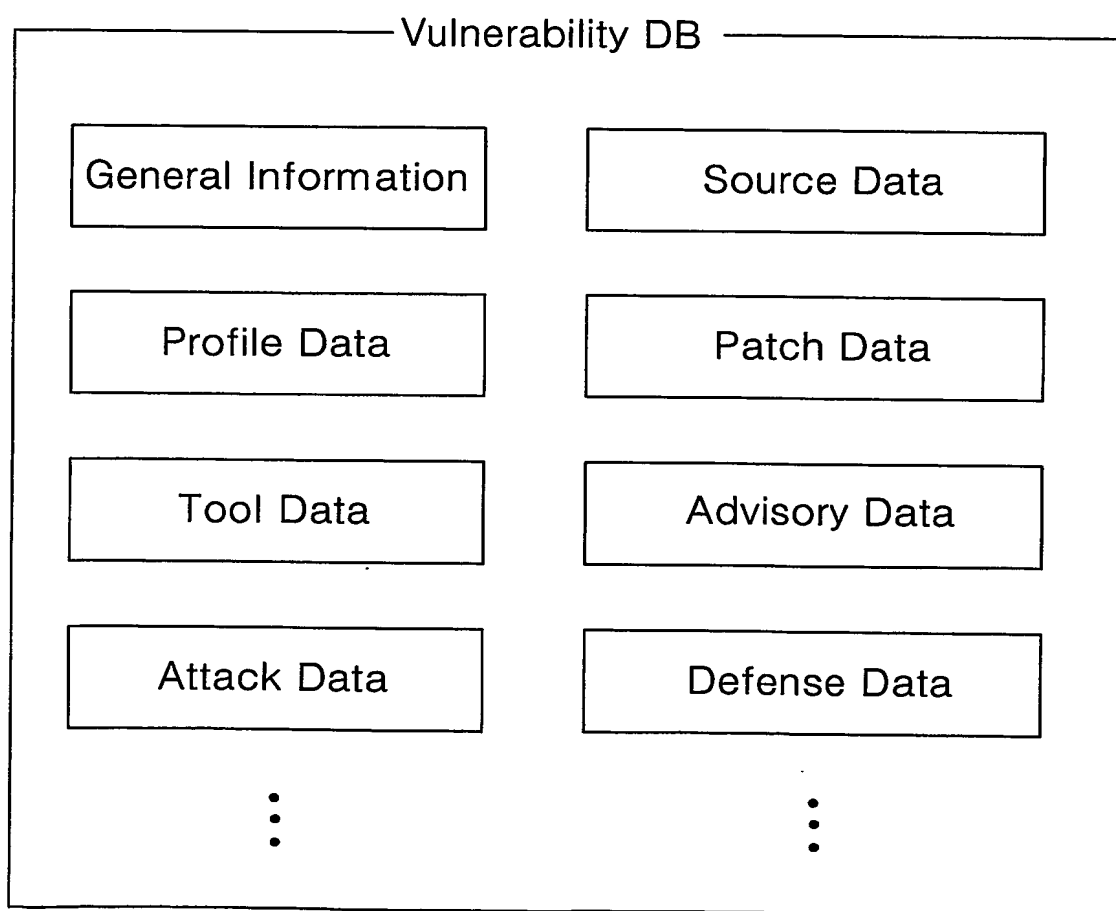 Vulnerability DB
General Information
Source Data
Profile Data
Patch Data
Tool Data
Advisory Data
Attack Data
Defense Data